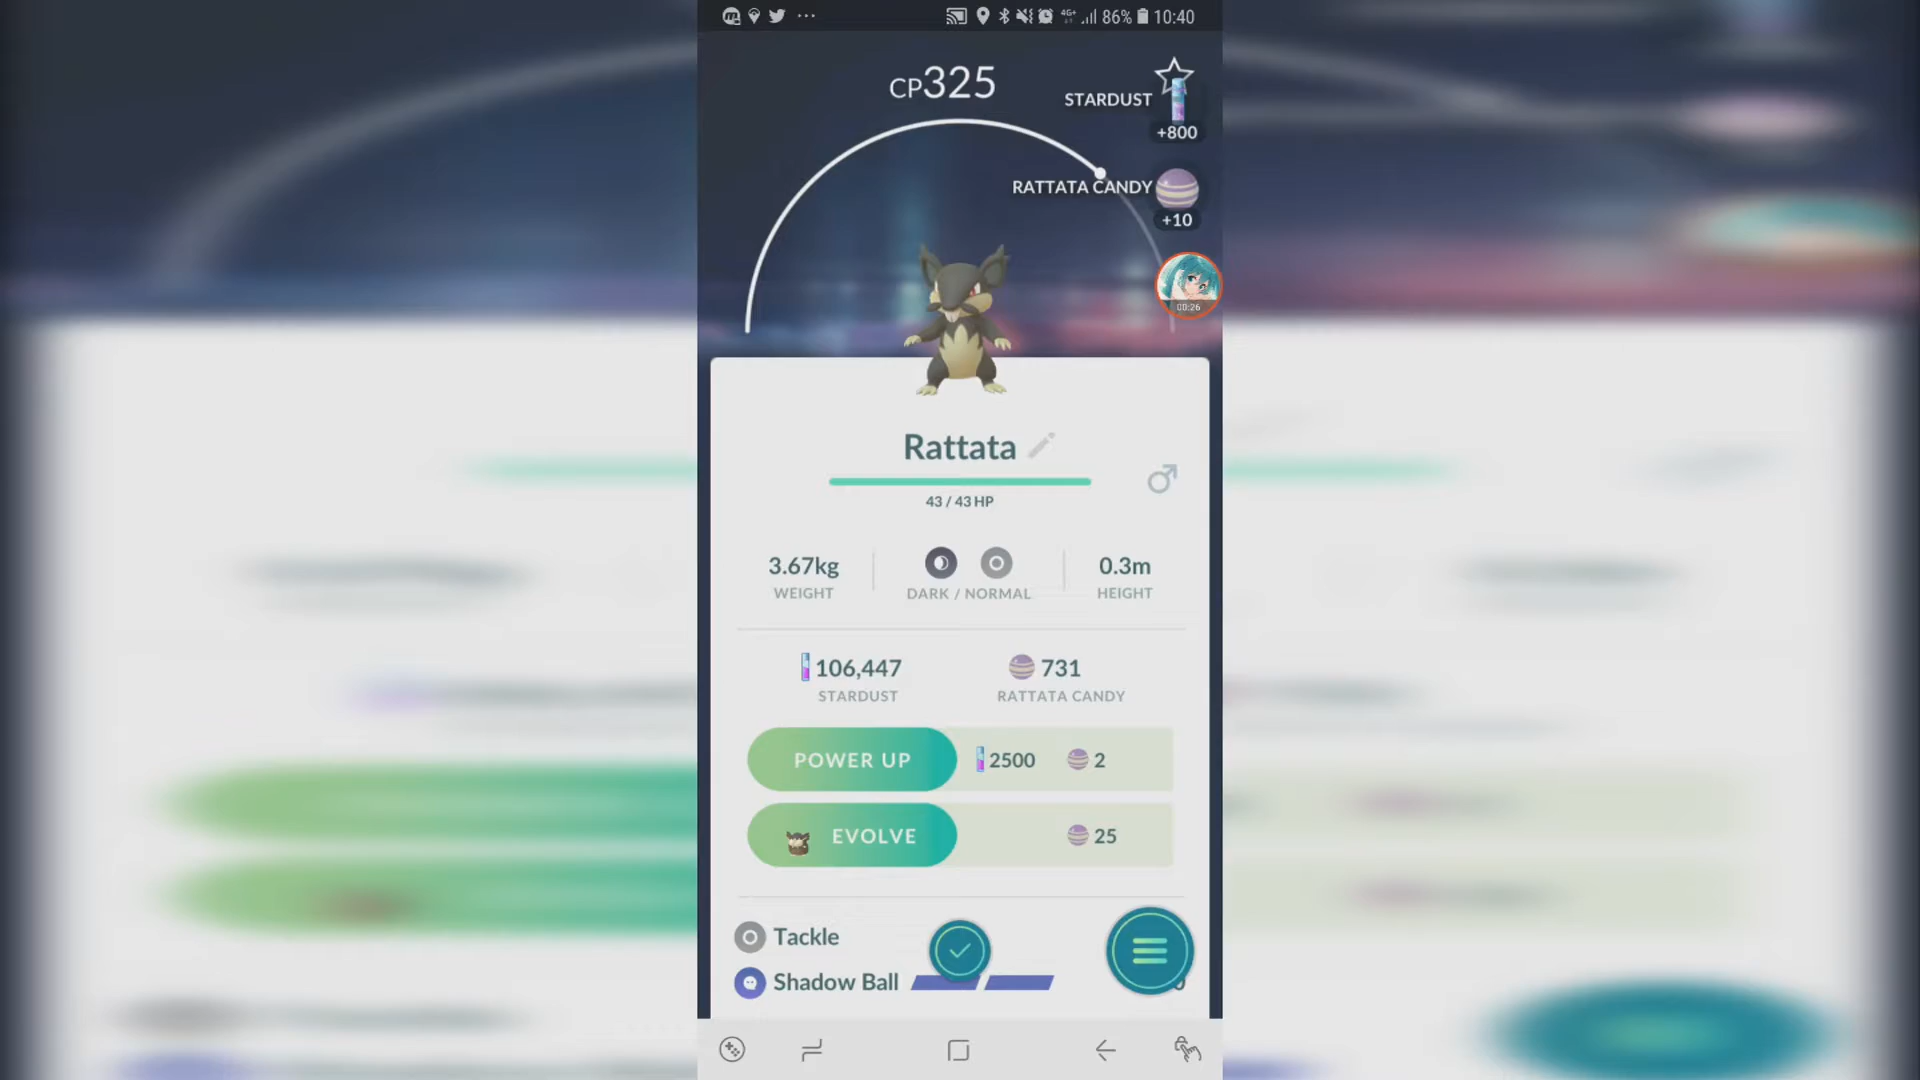 86% 10:40
CP325
STARDUST
+800
RATTATA CANDY
+10
00:26
Rattata
43 / 43 HP
3.67kg
WEIGHT
DARK / NORMAL
0.3m
HEIGHT
106,447
STARDUST
731
RATTATA CANDY
POWER UP 2500 2
EVOLVE 25
Tackle
Shadow Ball